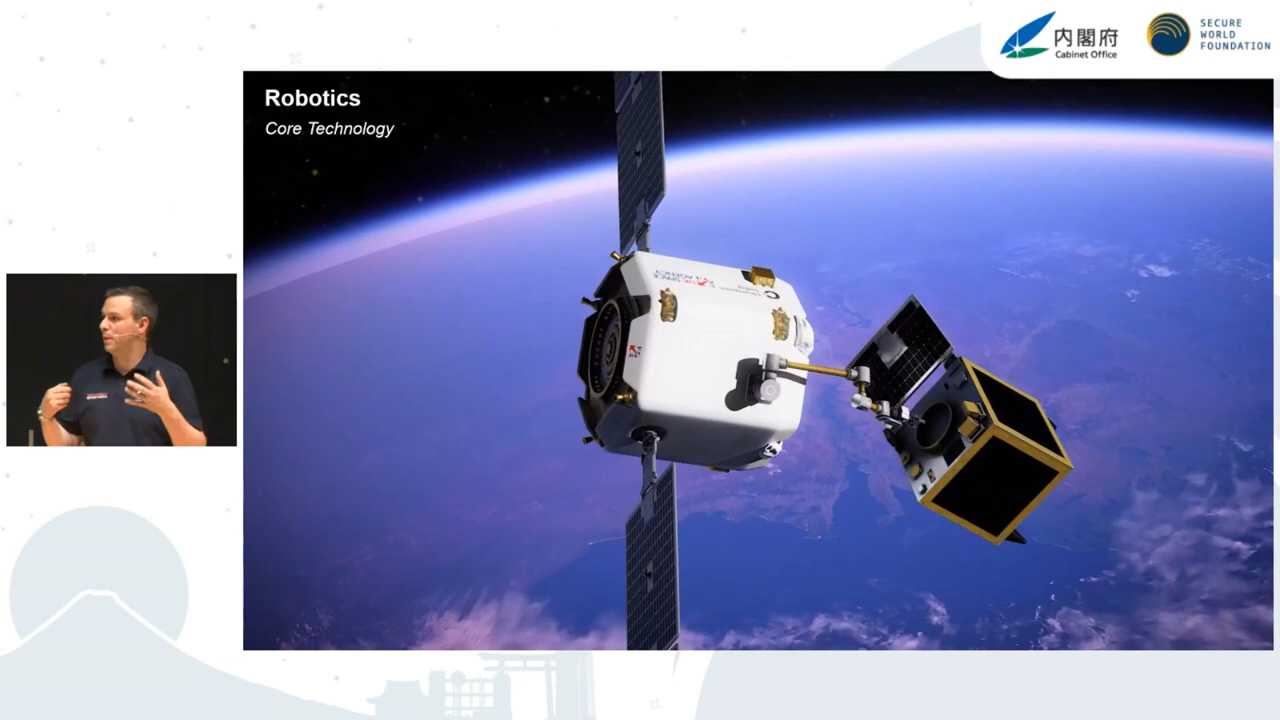 内閣府
Cabinet Office
SECURE
WORLD
FOUNDATION
Robotics
Core Technology